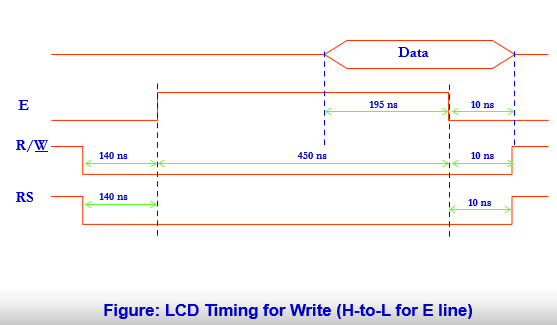 Data
E
195 ns
10 ns
R/W
140 ns
450 ns
10 ns
RS
140 ns
10 ns
Figure: LCD Timing for Write (H-to-L for E line)